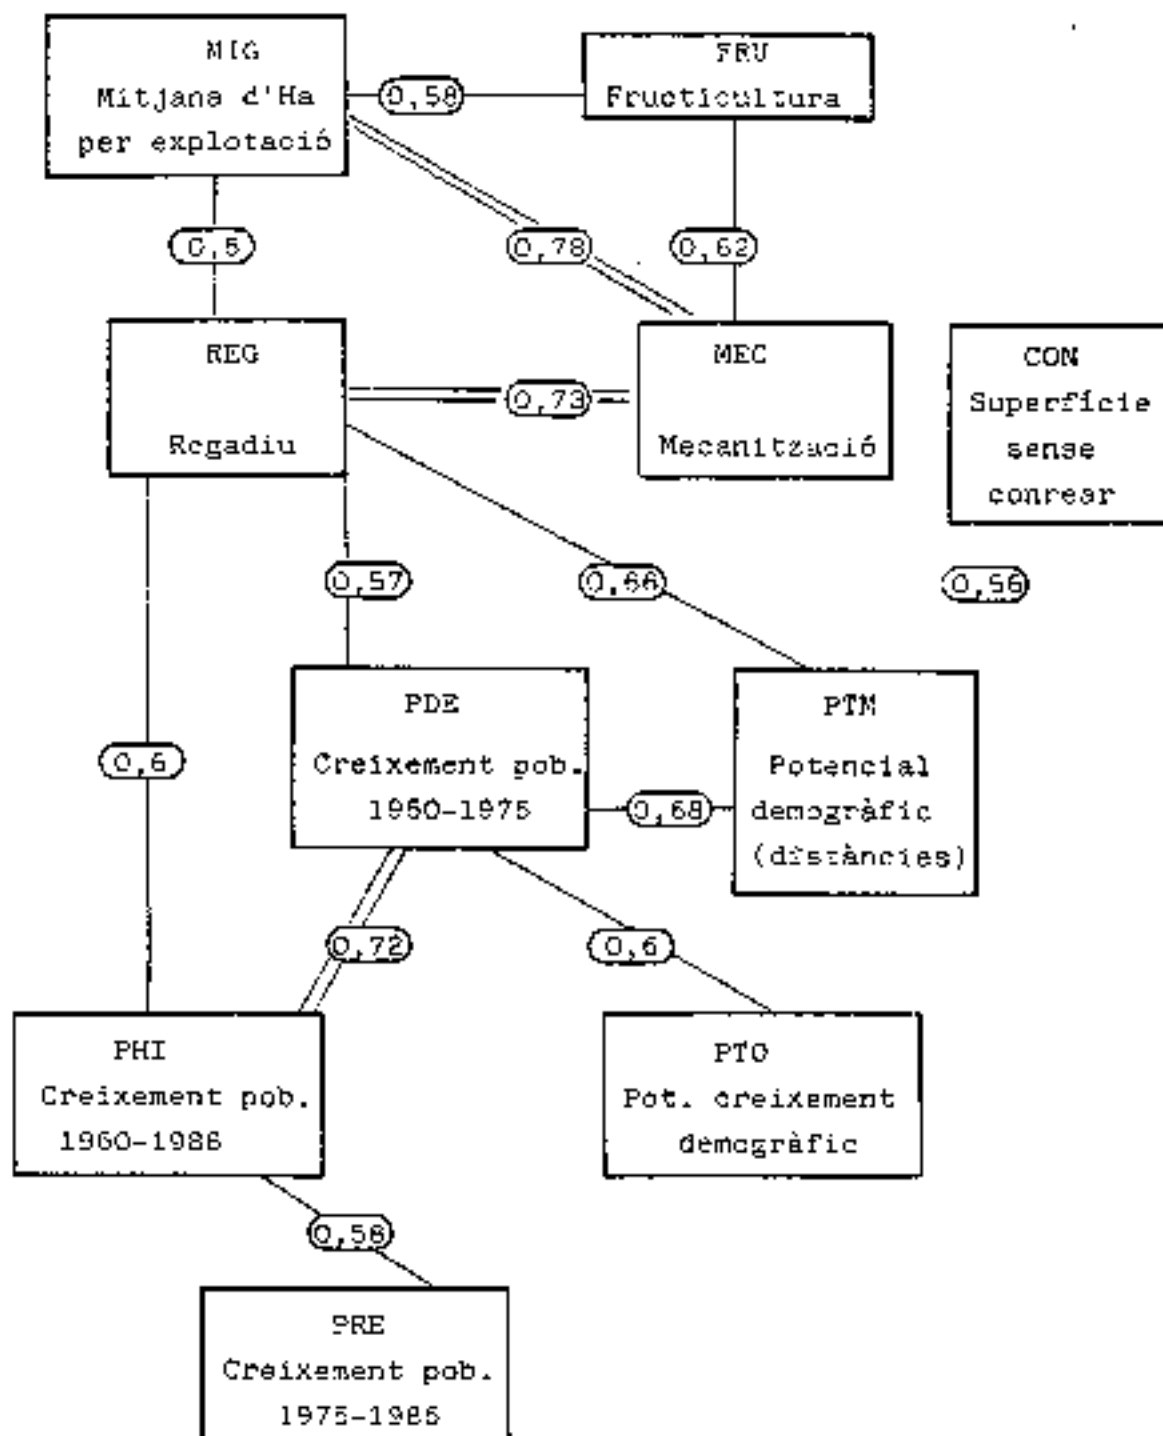 MIG
Mitjana d'Ha
per explotació
FRU
Fructicultura
0,58
0,5
0,78
0,62
REG
Regadiu
MEC
Mecanització
0,73
CON
Superfície
sense
conrear
0,57
0,66
0,56
PDE
Creixement pob.
1960-1975
PTM
Potencial
demogràfic
(distàncies)
0,6
0,68
0,72
0,6
PHI
Creixement pob.
1960-1986
PTO
Pot. creixement
demogràfic
0,58
PRE
Creixement pob.
1975-1986